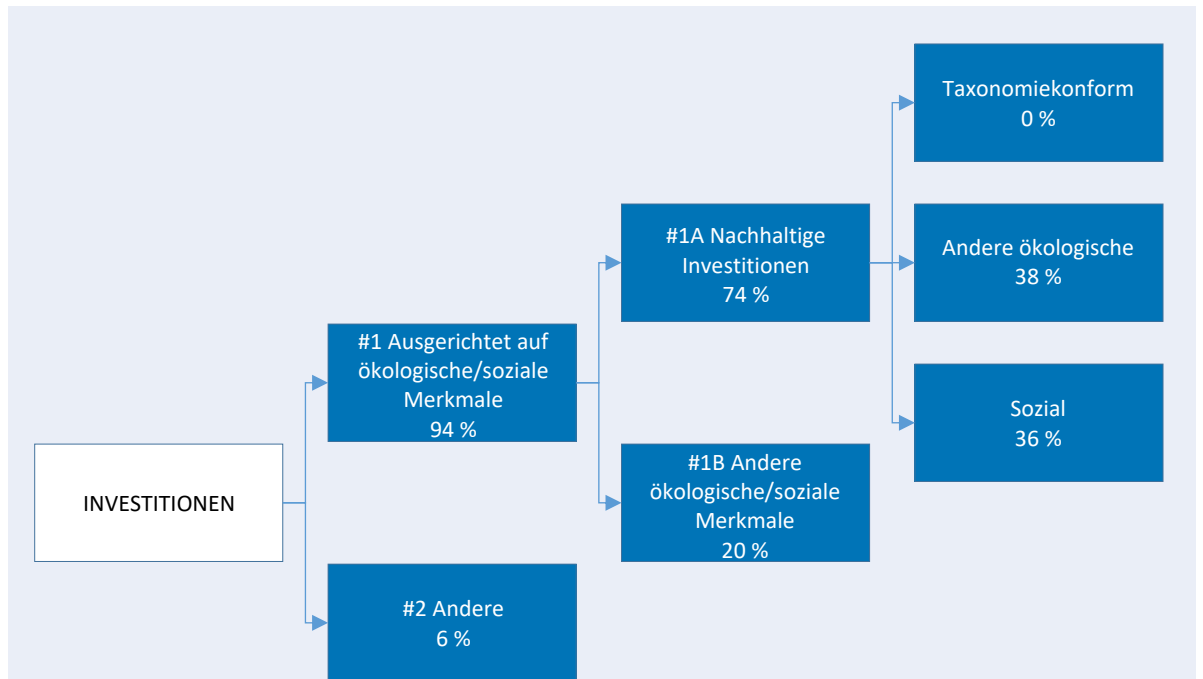 INVESTITIONEN
#1 Ausgerichtet auf
ökologische/soziale
Merkmale
94 %
#2 Andere
6 %
#1A Nachhaltige
Investitionen
74 %
#1B Andere
ökologische/soziale
Merkmale
20 %
Taxonomiekonform
0 %
Andere ökologische
38 %
Sozial
36 %